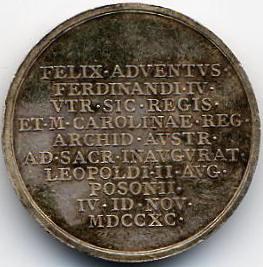 FELIX·ADVENTVS·
FERDINANDI·IV·
VTR·SIC·REGIS·
ET·M·CAROLINAE·REG·
ARCHID·AVSTR·
AD·SACR·INAVGVRAT·
LEOPOLDI·II·AVG·
POSONII·
IV·ID·NOV·
MDCCXC·